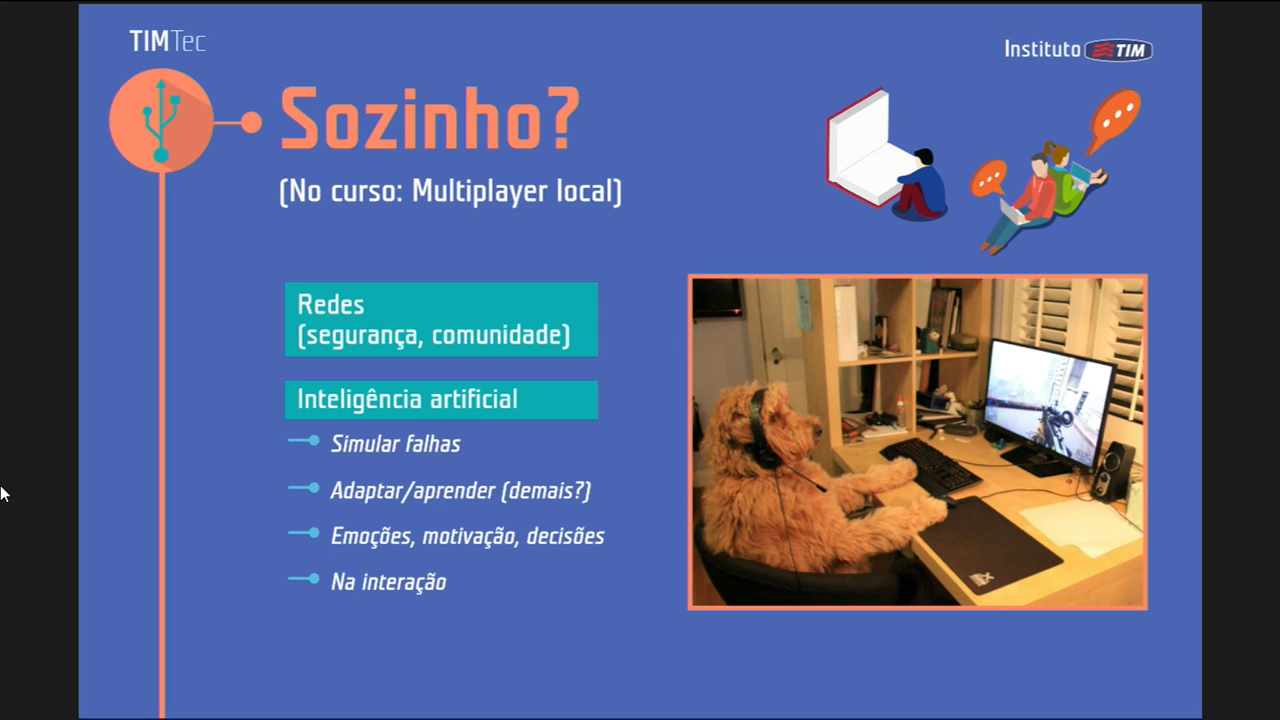 TIMTec
Instituto TIM
Sozinho?
(No curso: Multiplayer local)
Redes
(segurança, comunidade)
Inteligência artificial
Simular falhas
Adaptar/aprender (demais?)
Emoções, motivação, decisões
Na interação